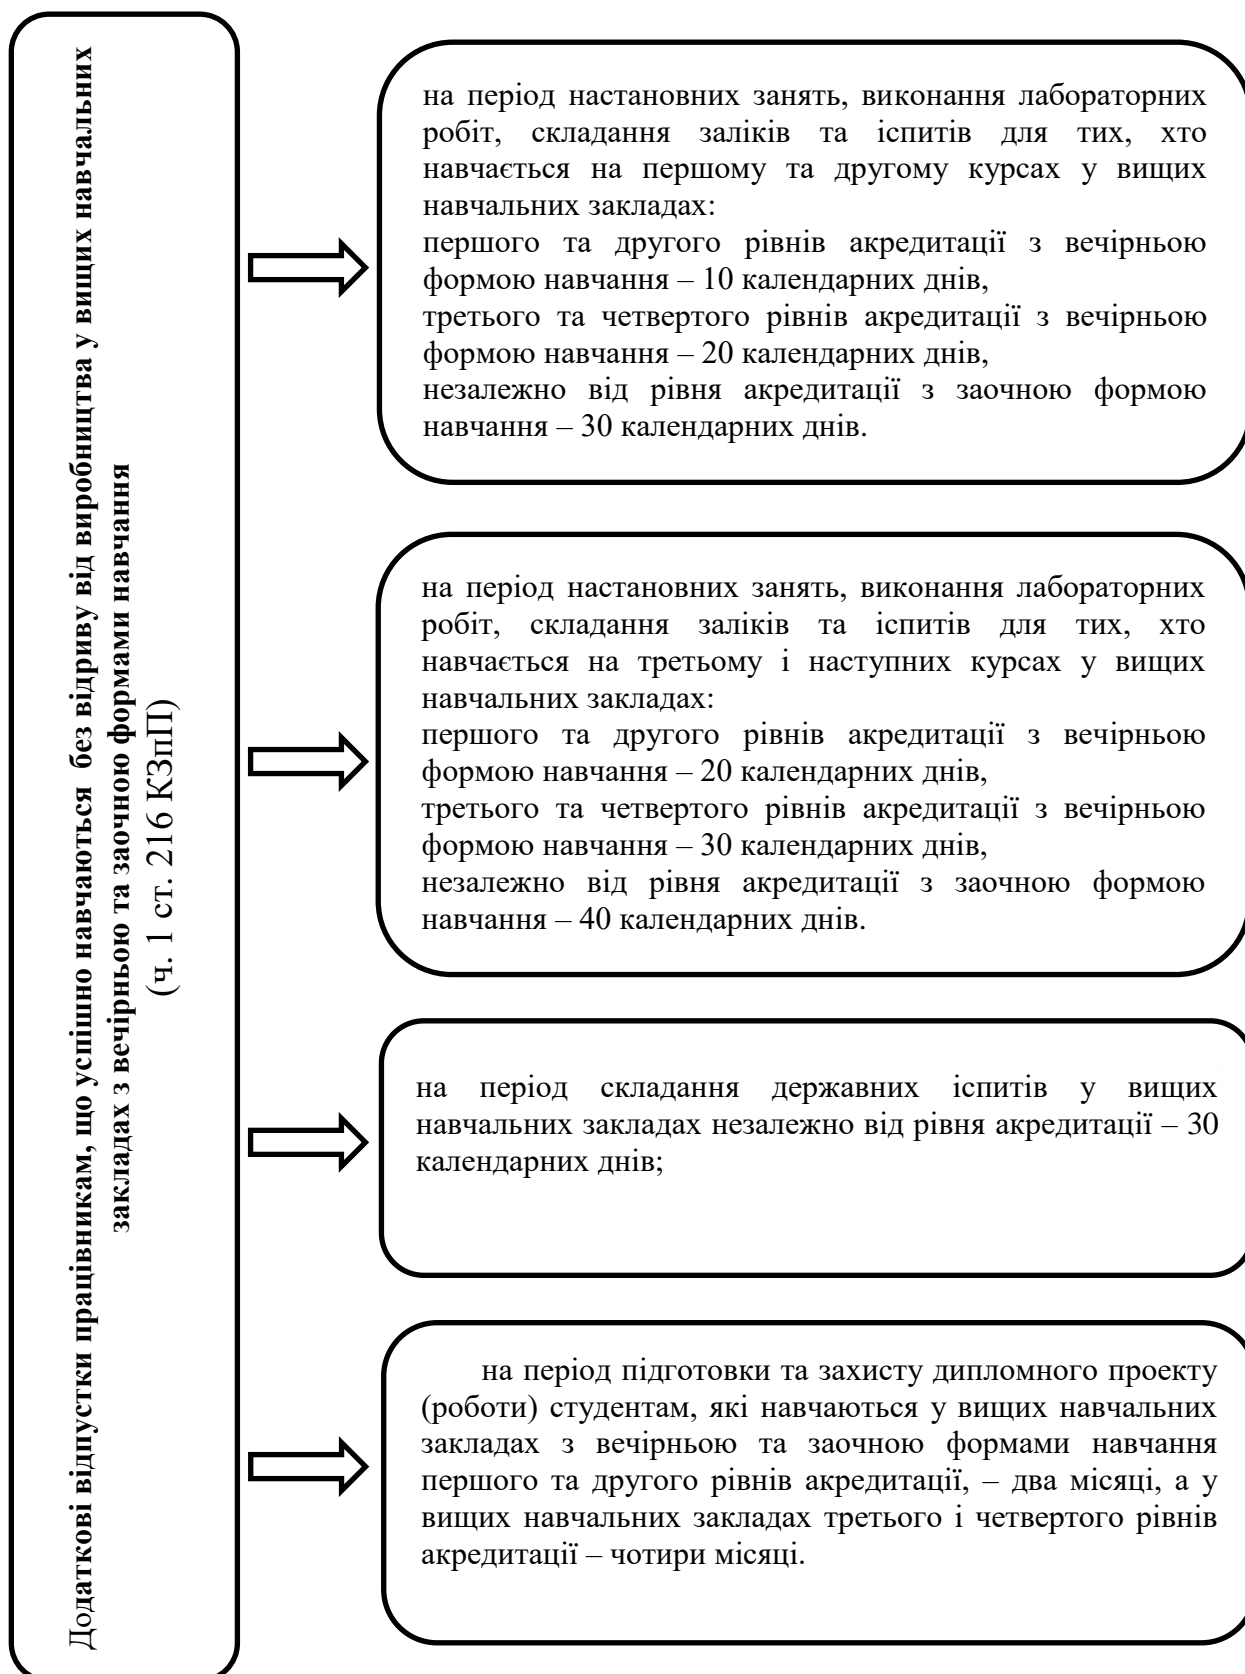 Додаткові відпустки працівникам, що успішно навчаються без відриву від виробництва у вищих навчальних
закладах з вечірньою та заочною формами навчання
(ч. 1 ст. 216 КЗпП)
на період настановних занять, виконання лабораторних
робіт, складання заліків та іспитів для тих, хто
навчається на першому та другому курсах у вищих
навчальних закладах:
першого та другого рівнів акредитації з вечірньою
формою навчання – 10 календарних днів,
третього та четвертого рівнів акредитації з вечірньою
формою навчання – 20 календарних днів,
незалежно від рівня акредитації з заочною формою
навчання – 30 календарних днів.
на період настановних занять, виконання лабораторних
робіт, складання заліків та іспитів для тих, хто
навчається на третьому і наступних курсах у вищих
навчальних закладах:
першого та другого рівнів акредитації з вечірньою
формою навчання – 20 календарних днів,
третього та четвертого рівнів акредитації з вечірньою
формою навчання – 30 календарних днів,
незалежно від рівня акредитації з заочною формою
навчання – 40 календарних днів.
на період складання державних іспитів у вищих
навчальних закладах незалежно від рівня акредитації – 30
календарних днів;
на період підготовки та захисту дипломного проекту
(роботи) студентам, які навчаються у вищих навчальних
закладах з вечірньою та заочною формами навчання
першого та другого рівнів акредитації, – два місяці, а у
вищих навчальних закладах третього і четвертого рівнів
акредитації – чотири місяці.